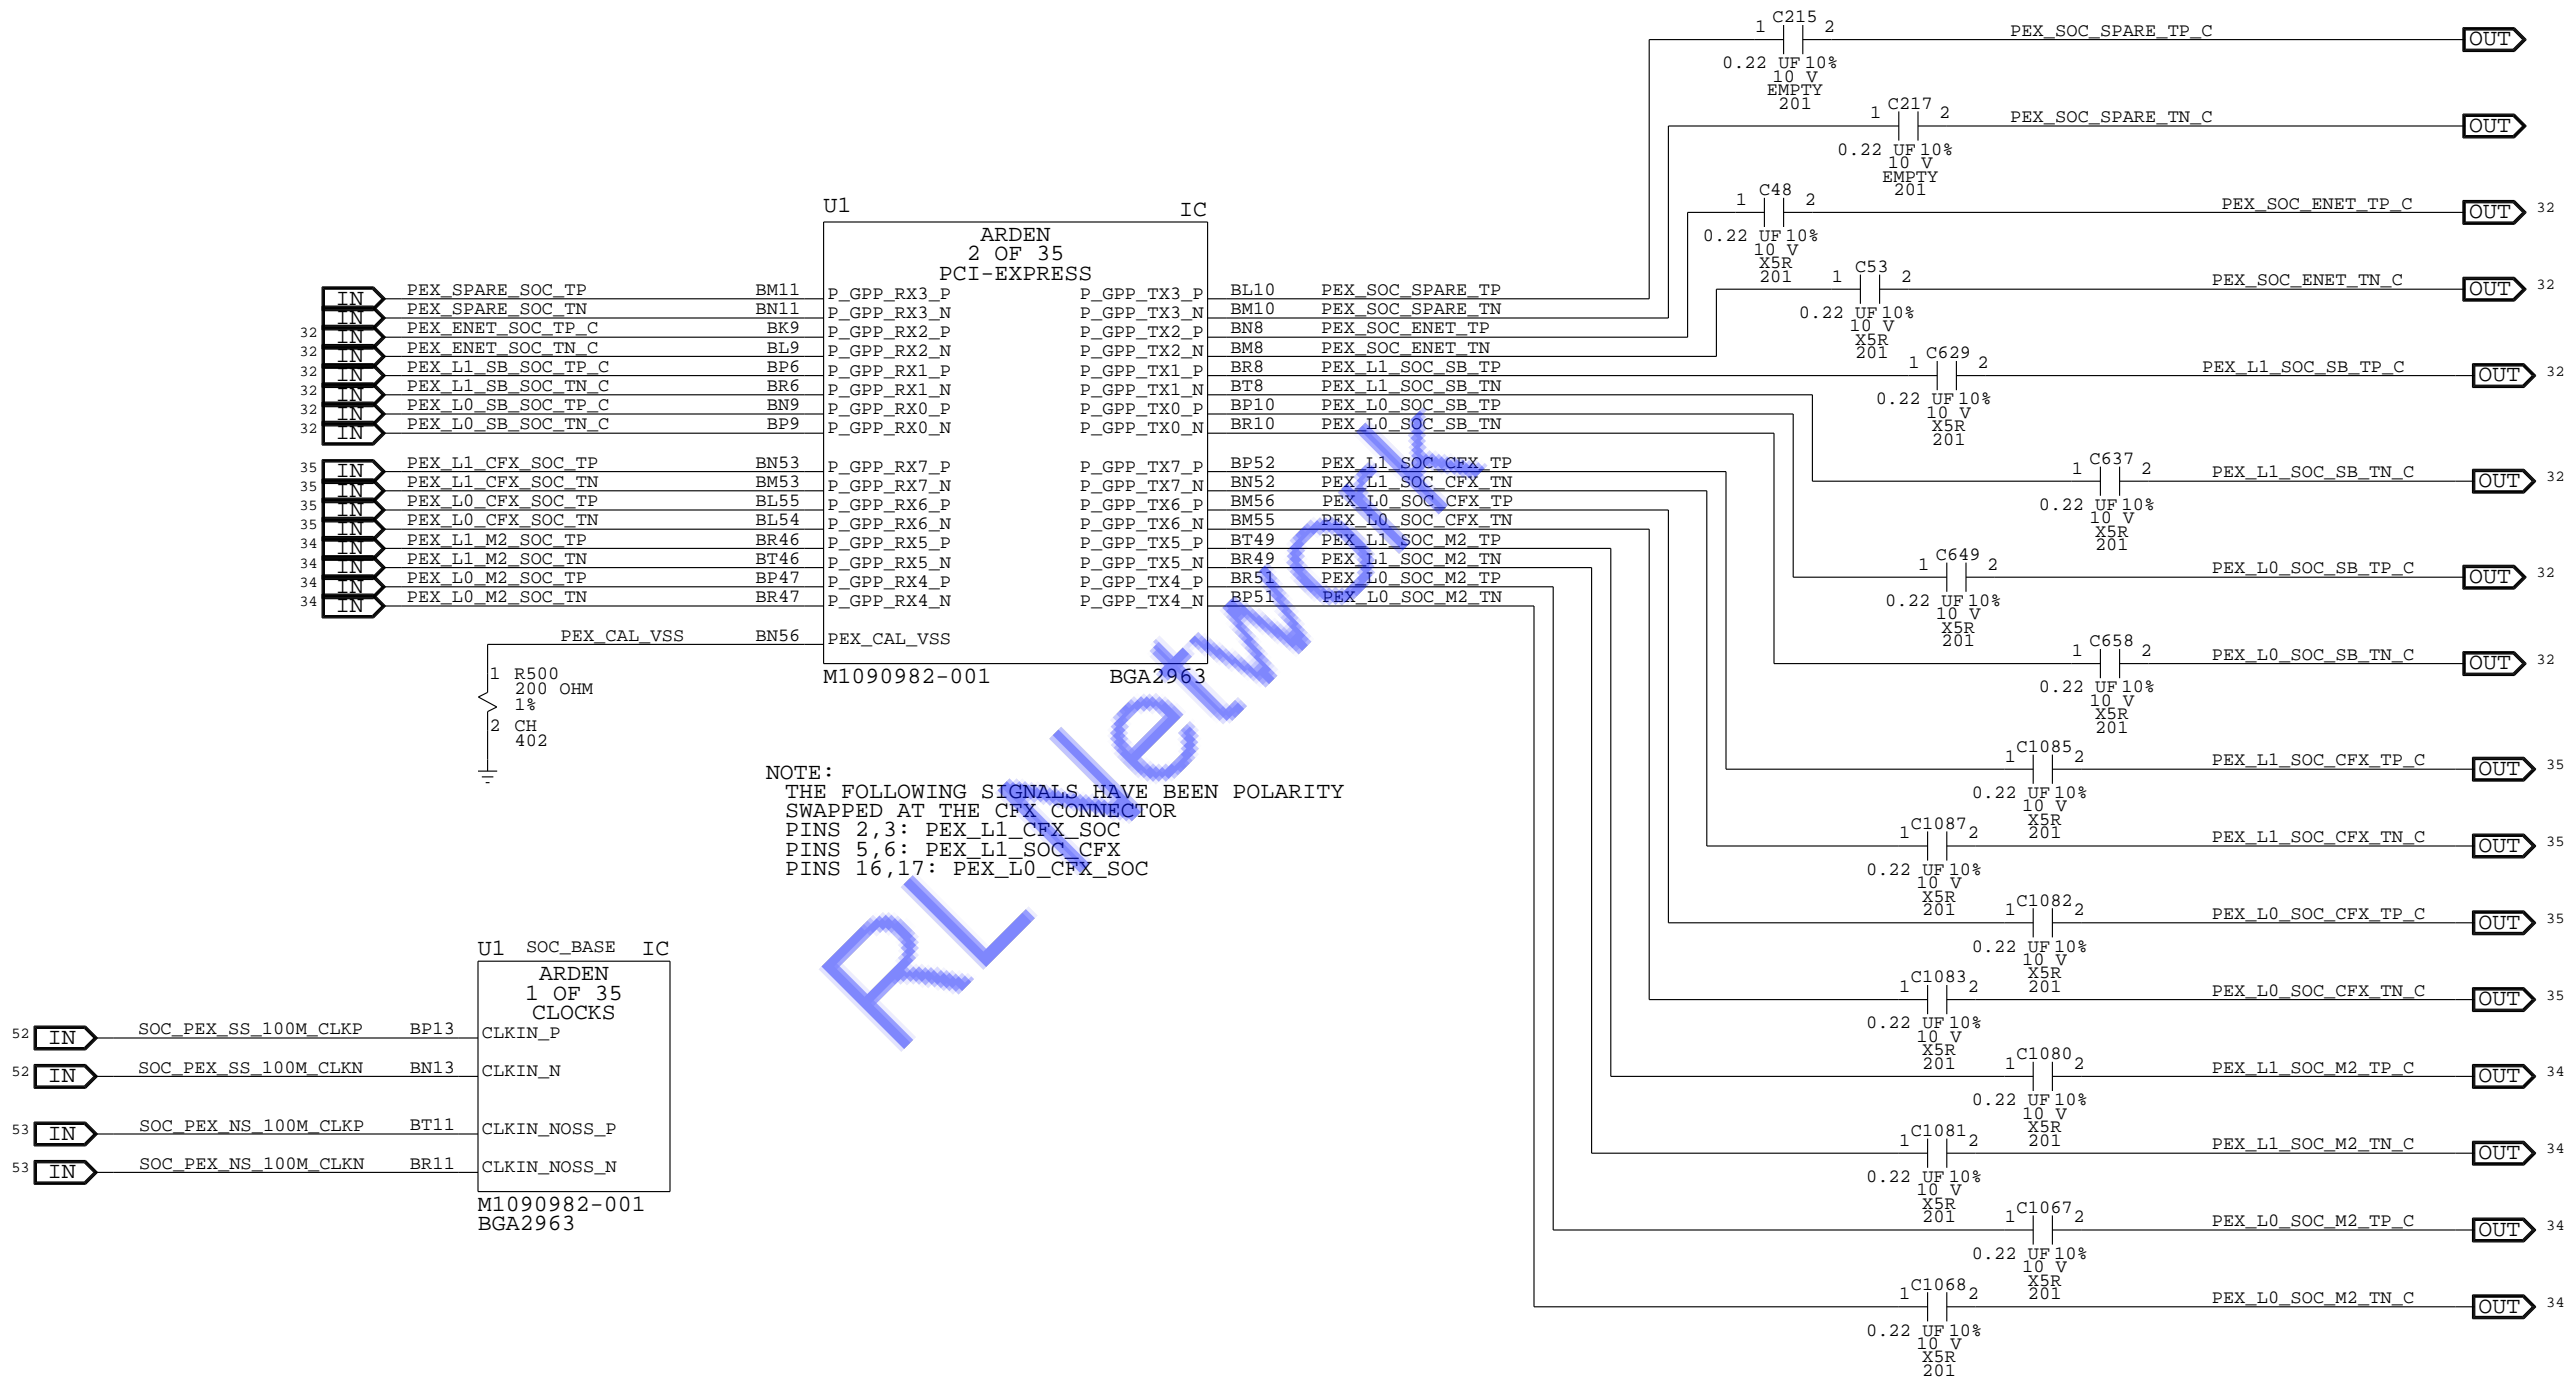 1 C215 2 PEX_SOC_SPARE_TP_C OUT
0.22 UF 10%
10 V
EMPTY
201
1 C217 2 PEX_SOC_SPARE_TN_C OUT
0.22 UF 10%
10 V
EMPTY
201
1 C48 2 PEX_SOC_ENET_TP_C OUT 32
0.22 UF 10%
10 V
X5R
201
1 C53 2 PEX_SOC_ENET_TN_C OUT 32
0.22 UF 10%
10 V
X5R
201
1 C629 2 PEX_L1_SOC_SB_TP_C OUT 32
0.22 UF 10%
10 V
X5R
201
1 C637 2 PEX_L1_SOC_SB_TN_C OUT 32
0.22 UF 10%
10 V
X5R
201
1 C649 2 PEX_L0_SOC_SB_TP_C OUT 32
0.22 UF 10%
10 V
X5R
201
1 C658 2 PEX_L0_SOC_SB_TN_C OUT 32
0.22 UF 10%
10 V
X5R
201
1 C1085 2 PEX_L1_SOC_CFX_TP_C OUT 35
0.22 UF 10%
10 V
X5R
201
1 C1087 2 PEX_L1_SOC_CFX_TN_C OUT 35
0.22 UF 10%
10 V
X5R
201
1 C1082 2 PEX_L0_SOC_CFX_TP_C OUT 35
0.22 UF 10%
10 V
X5R
201
1 C1083 2 PEX_L0_SOC_CFX_TN_C OUT 35
0.22 UF 10%
10 V
X5R
201
1 C1080 2 PEX_L1_SOC_M2_TP_C OUT 34
0.22 UF 10%
10 V
X5R
201
1 C1081 2 PEX_L1_SOC_M2_TN_C OUT 34
0.22 UF 10%
10 V
X5R
201
1 C1067 2 PEX_L0_SOC_M2_TP_C OUT 34
0.22 UF 10%
10 V
X5R
201
1 C1068 2 PEX_L0_SOC_M2_TN_C OUT 34
0.22 UF 10%
10 V
X5R
201
U1 IC
ARDEN
2 OF 35
PCI-EXPRESS
IN PEX_SPARE_SOC_TP BM11 P_GPP_RX3_P P_GPP_TX3_P BL10 PEX_SOC_SPARE_TP
IN PEX_SPARE_SOC_TN BN11 P_GPP_RX3_N P_GPP_TX3_N BM10 PEX_SOC_SPARE_TN
32 IN PEX_ENET_SOC_TP_C BK9 P_GPP_RX2_P P_GPP_TX2_P BN8 PEX_SOC_ENET_TP
32 IN PEX_ENET_SOC_TN_C BL9 P_GPP_RX2_N P_GPP_TX2_N BM8 PEX_SOC_ENET_TN
32 IN PEX_L1_SB_SOC_TP_C BP6 P_GPP_RX1_P P_GPP_TX1_P BR8 PEX_L1_SOC_SB_TP
32 IN PEX_L1_SB_SOC_TN_C BR6 P_GPP_RX1_N P_GPP_TX1_N BT8 PEX_L1_SOC_SB_TN
32 IN PEX_L0_SB_SOC_TP_C BN9 P_GPP_RX0_P P_GPP_TX0_P BP10 PEX_L0_SOC_SB_TP
32 IN PEX_L0_SB_SOC_TN_C BP9 P_GPP_RX0_N P_GPP_TX0_N BR10 PEX_L0_SOC_SB_TN
35 IN PEX_L1_CFX_SOC_TP BN53 P_GPP_RX7_P P_GPP_TX7_P BP52 PEX_L1_SOC_CFX_TP
35 IN PEX_L1_CFX_SOC_TN BM53 P_GPP_RX7_N P_GPP_TX7_N BN52 PEX_L1_SOC_CFX_TN
35 IN PEX_L0_CFX_SOC_TP BL55 P_GPP_RX6_P P_GPP_TX6_P BM56 PEX_L0_SOC_CFX_TP
35 IN PEX_L0_CFX_SOC_TN BL54 P_GPP_RX6_N P_GPP_TX6_N BM55 PEX_L0_SOC_CFX_TN
34 IN PEX_L1_M2_SOC_TP BR46 P_GPP_RX5_P P_GPP_TX5_P BT49 PEX_L1_SOC_M2_TP
34 IN PEX_L1_M2_SOC_TN BT46 P_GPP_RX5_N P_GPP_TX5_N BR49 PEX_L1_SOC_M2_TN
34 IN PEX_L0_M2_SOC_TP BP47 P_GPP_RX4_P P_GPP_TX4_P BR51 PEX_L0_SOC_M2_TP
34 IN PEX_L0_M2_SOC_TN BR47 P_GPP_RX4_N P_GPP_TX4_N BP51 PEX_L0_SOC_M2_TN
PEX_CAL_VSS BN56 PEX_CAL_VSS
M1090982-001 BGA2963
1 R500
200 OHM
1%
2 CH
402
NOTE:
THE FOLLOWING SIGNALS HAVE BEEN POLARITY
SWAPPED AT THE CFX CONNECTOR
PINS 2,3: PEX_L1_CFX_SOC
PINS 5,6: PEX_L1_SOC_CFX
PINS 16,17: PEX_L0_CFX_SOC
RL Network
U1 SOC_BASE IC
ARDEN
1 OF 35
CLOCKS
52 IN SOC_PEX_SS_100M_CLKP BP13 CLKIN_P
52 IN SOC_PEX_SS_100M_CLKN BN13 CLKIN_N
53 IN SOC_PEX_NS_100M_CLKP BT11 CLKIN_NOSS_P
53 IN SOC_PEX_NS_100M_CLKN BR11 CLKIN_NOSS_N
M1090982-001
BGA2963